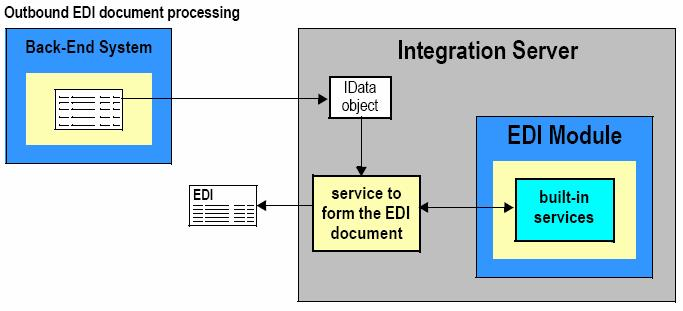 Outbound EDI document processing
Back-End System
Integration Server
IData
object
EDI Module
EDI
service to
form the EDI
document
built-in
services